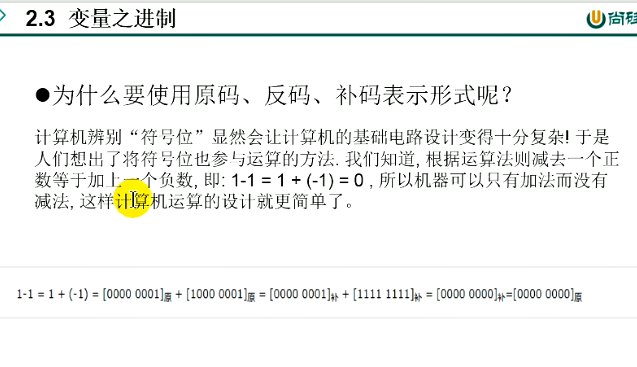 2.3 变量之进制
尚硅
●为什么要使用原码、反码、补码表示形式呢?
计算机辨别“符号位”显然会让计算机的基础电路设计变得十分复杂! 于是
人们想出了将符号位也参与运算的方法. 我们知道, 根据运算法则减去一个正
数等于加上一个负数, 即: 1-1 = 1 + (-1) = 0 , 所以机器可以只有加法而没有
减法, 这样计算机运算的设计就更简单了。
1-1 = 1 + (-1) = [0000 0001]原 + [1000 0001]原 = [0000 0001]补 + [1111 1111]补 = [0000 0000]补=[0000 0000]原